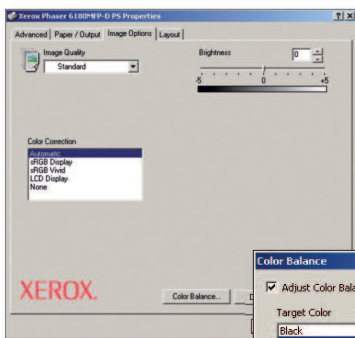 Xerox Phaser 6180MFP-D PS Properties
Advanced Paper / Output Image Options Layout
Image Quality
Standard
Brightness
0
-5 0 +5
Color Correction
Automatic
sRGB Display
sRGB Vivid
LCD Display
None
XEROX.
Color Balance...
Color Balance
Adjust Color Bala
Target Color
Black